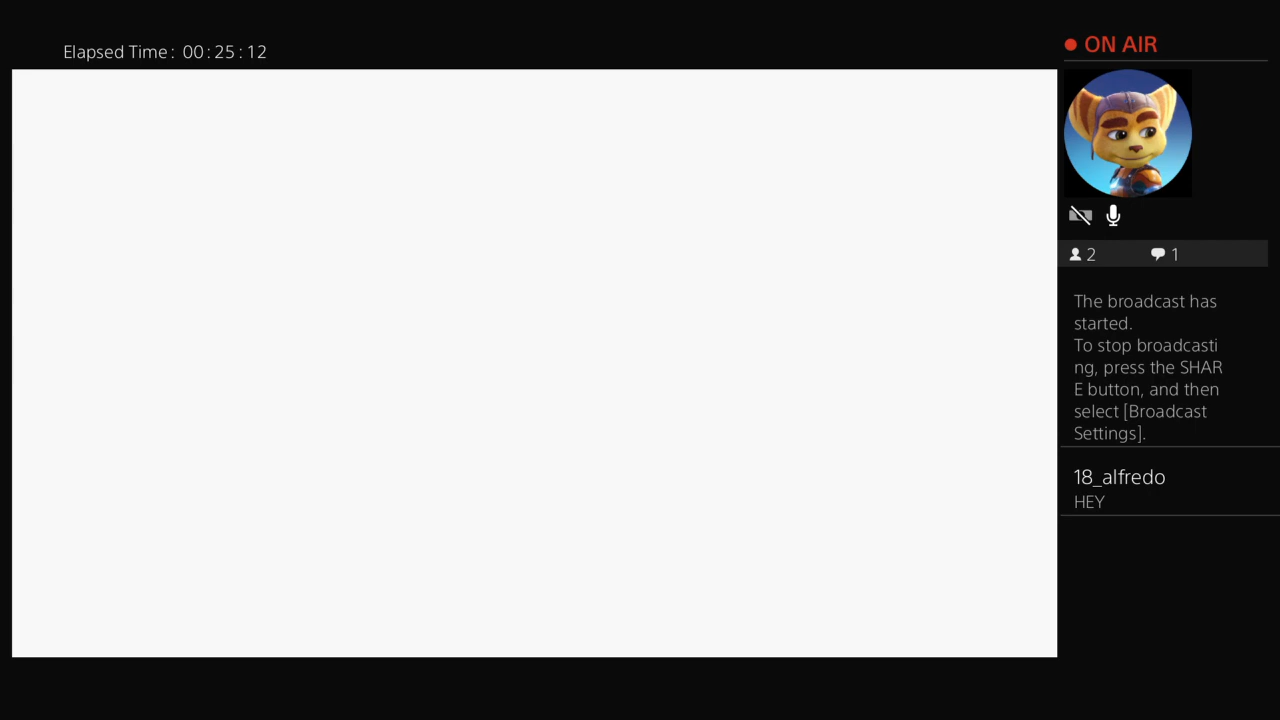 Elapsed Time: 00:25:12
ON AIR
2 1
The broadcast has
started.
To stop broadcasti
ng, press the SHAR
E button, and then
select [Broadcast
Settings].
18_alfredo
HEY